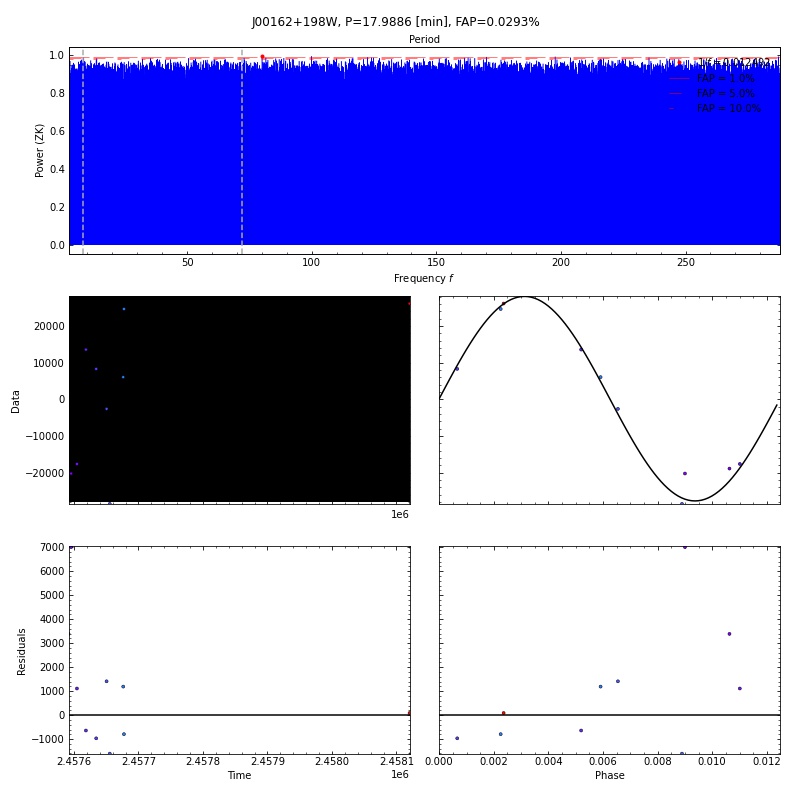 J00162+198W, P=17.9886 [min], FAP=0.0293%
Period
Power (ZK)
1.0
0.8
0.6
0.4
0.2
0.0
FAP = 1.0%
FAP = 5.0%
FAP = 10.0%
50
100
150
200
250
Frequency f
Data
20000
10000
0
−10000
−20000
1e6
Residuals
7000
6000
5000
4000
3000
2000
1000
0
−1000
2.4576
2.4577
2.4578
2.4579
2.4580
2.4581
1e6
Time
0.000
0.002
0.004
0.006
0.008
0.010
0.012
Phase